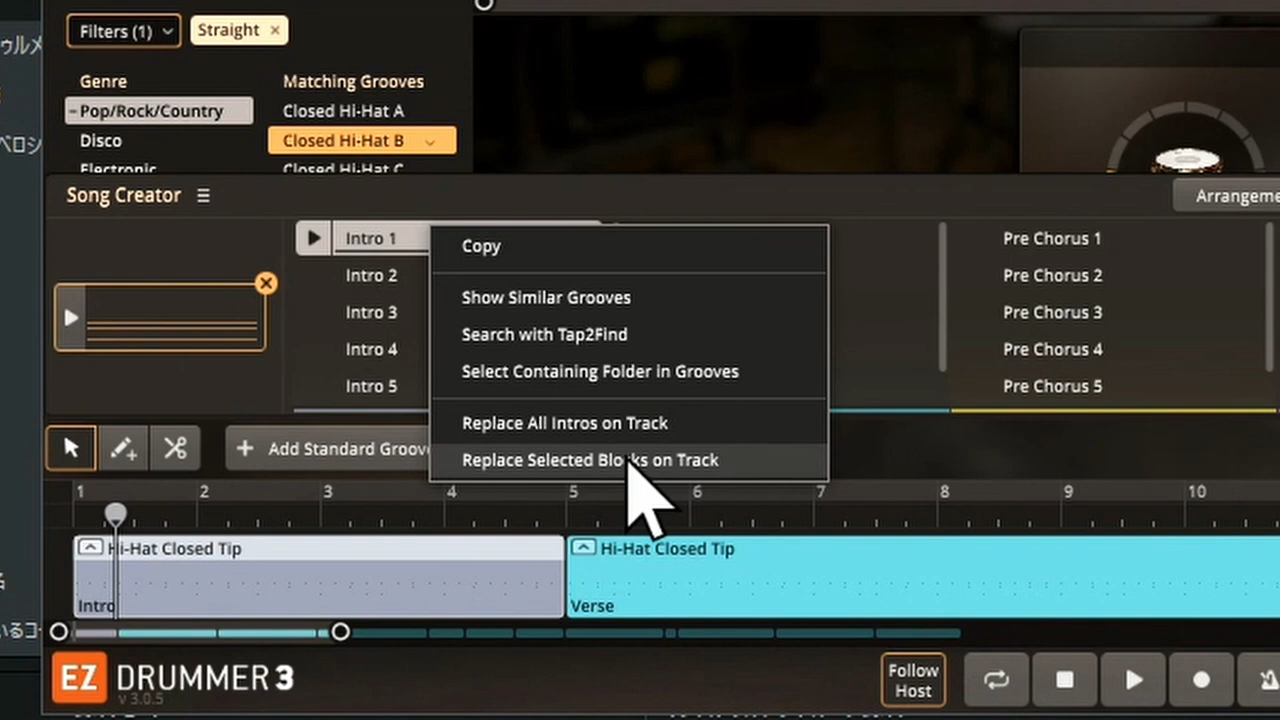 Filters (1)
Straight ×
Genre
Matching Grooves
Pop/Rock/Country
Closed Hi-Hat A
Disco
Closed Hi-Hat B
Electronic
Closed Hi-Hat C
Song Creator
Intro 1
Intro 2
Intro 3
Intro 4
Intro 5
Copy
Show Similar Grooves
Search with Tap2Find
Select Containing Folder in Grooves
Replace All Intros on Track
Replace Selected Blocks on Track
Pre Chorus 1
Pre Chorus 2
Pre Chorus 3
Pre Chorus 4
Pre Chorus 5
+ Add Standard Groov
1 2 3 4 5 6 7 8 9 10
Hi-Hat Closed Tip
Intro
Hi-Hat Closed Tip
Verse
EZ DRUMMER 3
v 3.0.5
Follow
Host